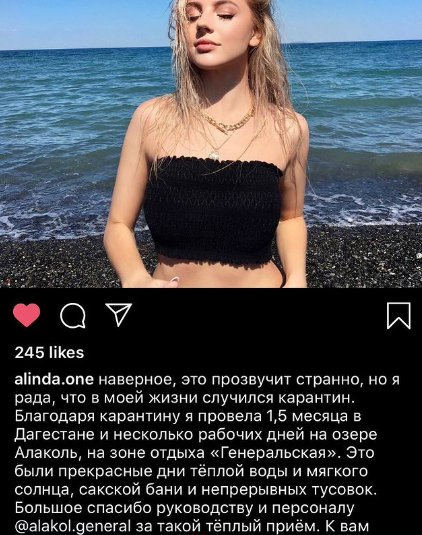 245 likes
alinda.one наверное, это прозвучит странно, но я
рада, что в моей жизни случился карантин.
Благодаря карантину я провела 1,5 месяца в
Дагестане и несколько рабочих дней на озере
Алаколь, на зоне отдыха «Генеральская». Это
были прекрасные дни тёплой воды и мягкого
солнца, сакской бани и непрерывных тусовок.
Большое спасибо руководству и персоналу
@alakol.general за такой тёплый приём. К вам